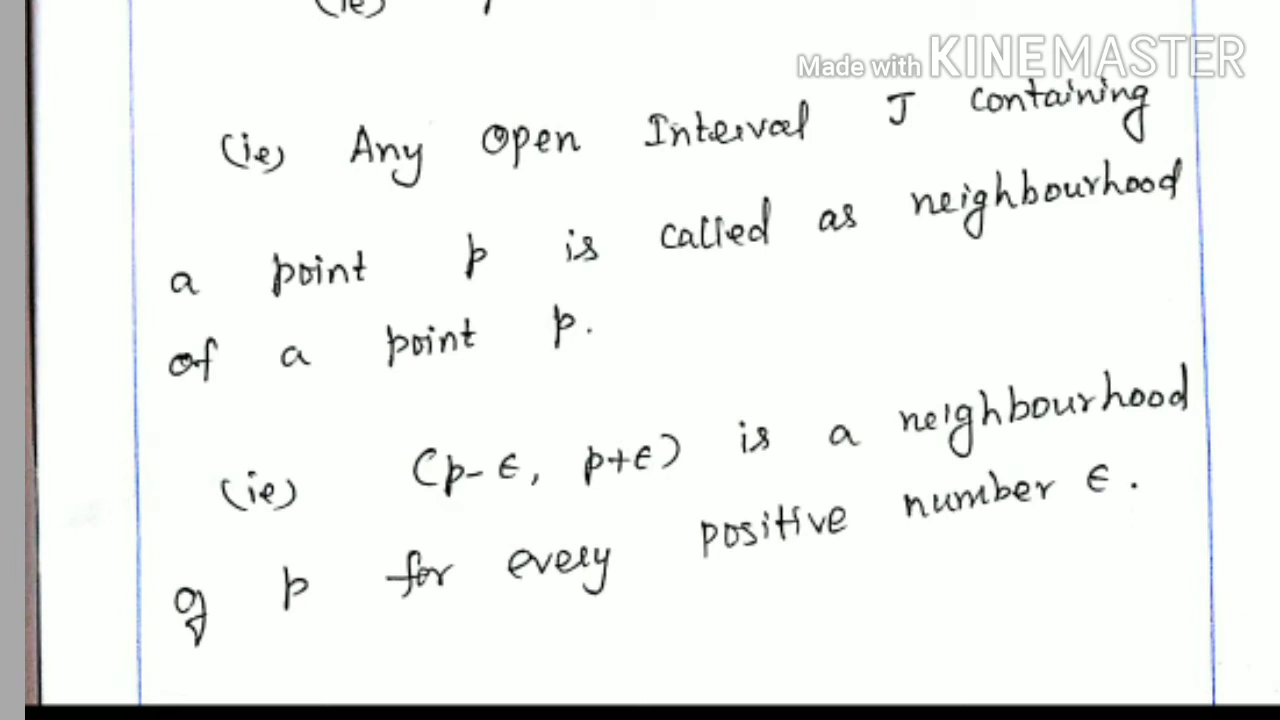 (ie)
Made with KINEMASTER
(ie) Any Open Interval J containing
a point p is called as neighbourhood
of a point p.
(ie) (p-ϵ, p+ϵ) is a neighbourhood
of p for every positive number ϵ.